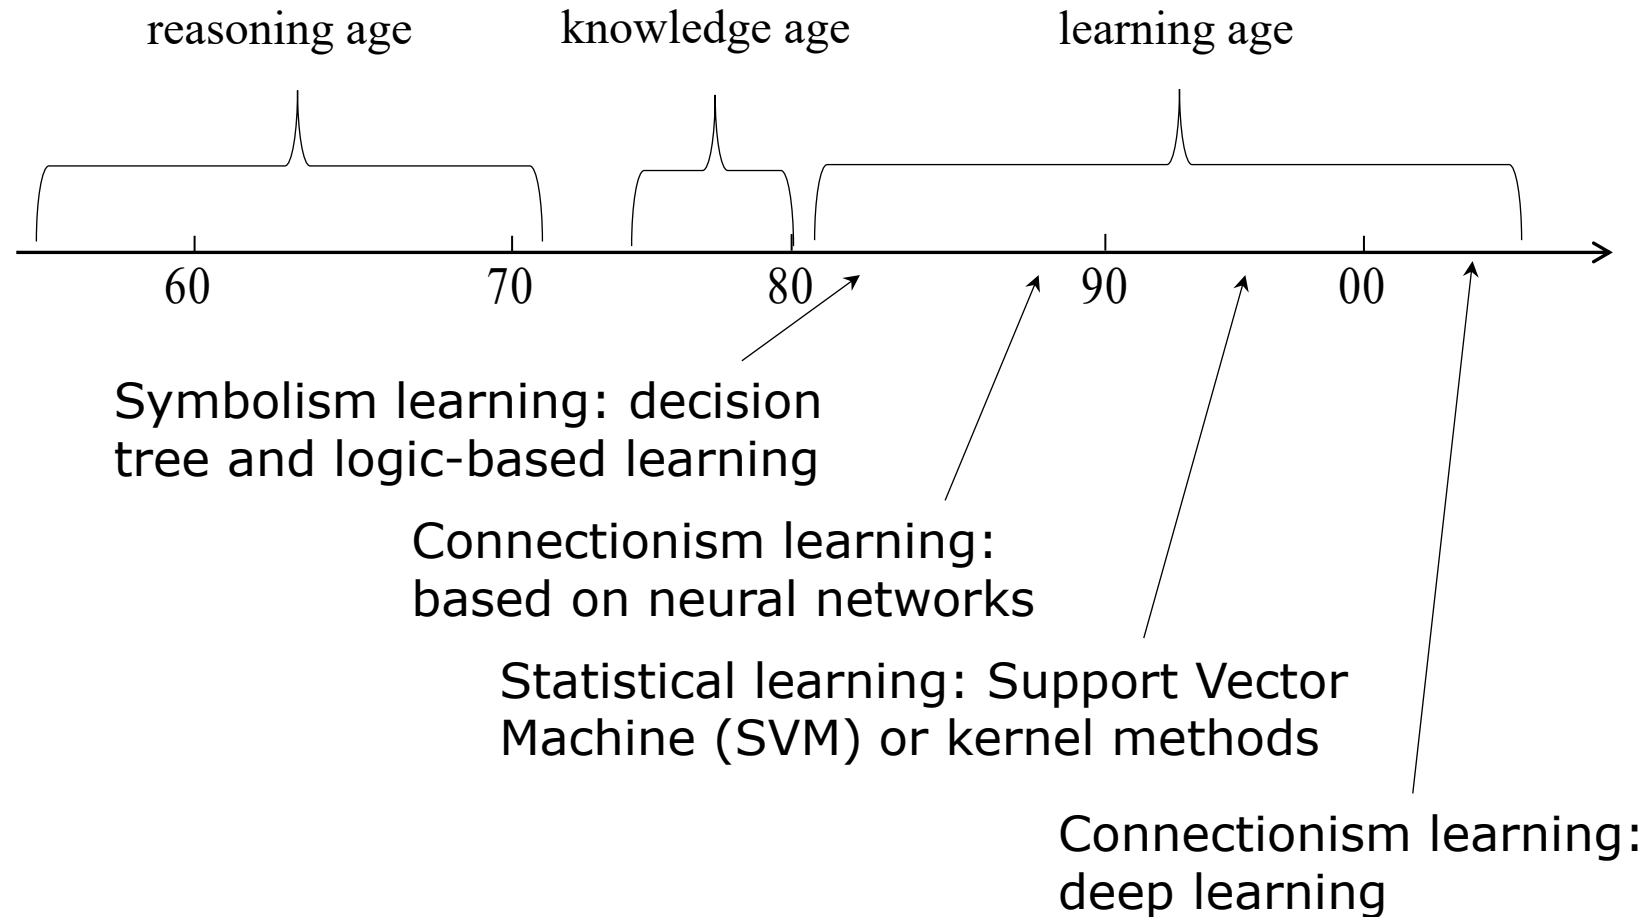 reasoning age
knowledge age
learning age
60
70
80
90
00
Symbolism learning: decision
tree and logic-based learning
Connectionism learning:
based on neural networks
Statistical learning: Support Vector
Machine (SVM) or kernel methods
Connectionism learning:
deep learning